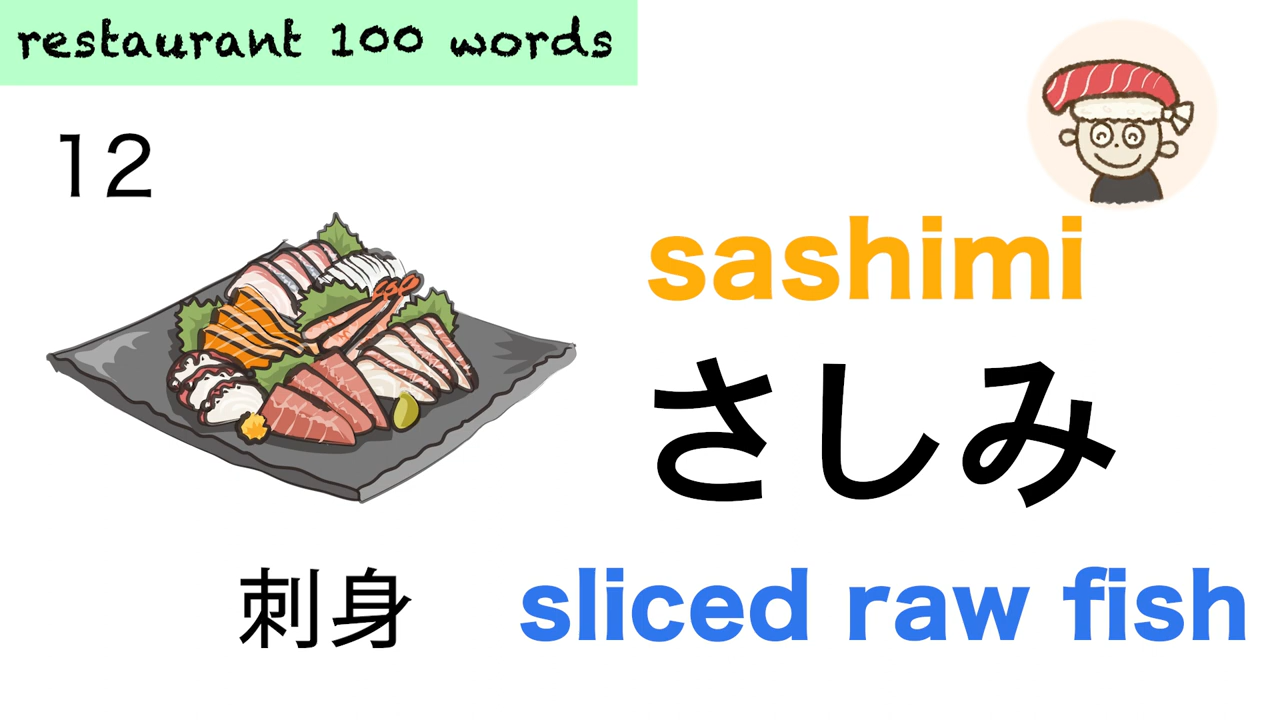 restaurant 100 words
12
sashimi
さしみ
刺身
sliced raw fish